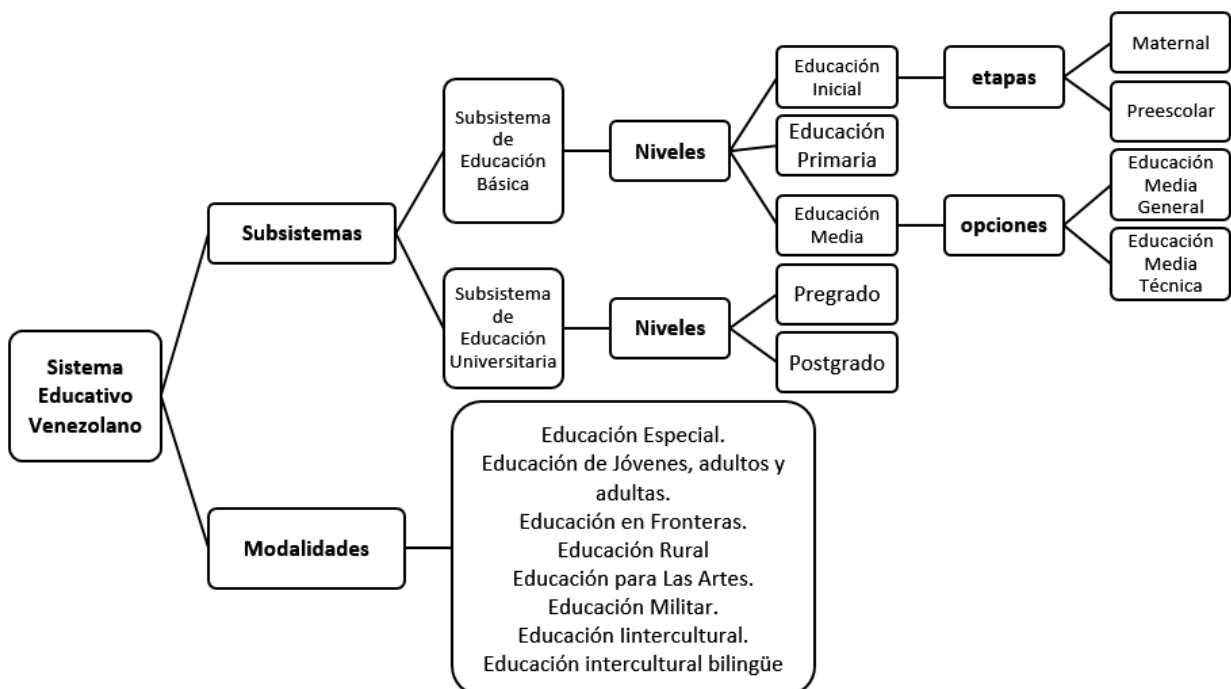 Sistema
Educativo
Venezolano
Subsistemas
Subsistema
de
Educación
Básica
Niveles
Educación
Inicial
etapas
Maternal
Preescolar
Educación
Primaria
Educación
Media
opciones
Educación
Media
General
Educación
Media
Técnica
Subsistema
de
Educación
Universitaria
Niveles
Pregrado
Postgrado
Modalidades
Educación Especial.
Educación de Jóvenes, adultos y
adultas.
Educación en Fronteras.
Educación Rural
Educación para Las Artes.
Educación Militar.
Educación Iintercultural.
Educación intercultural bilingüe